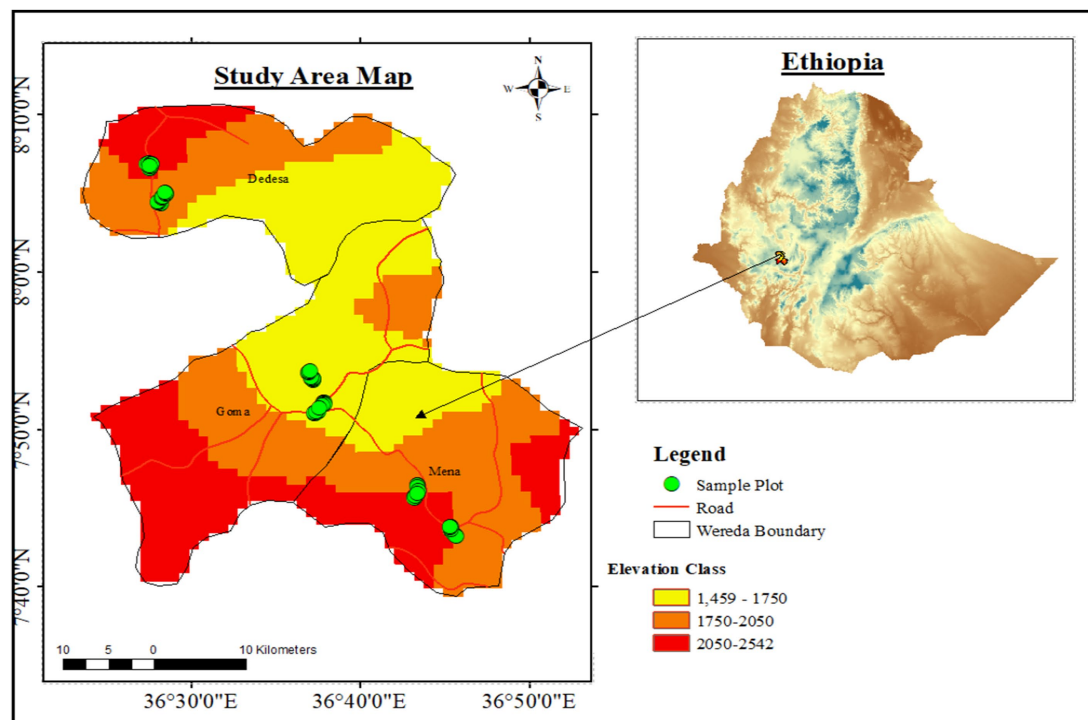 Study Area Map
N
W E
S
8°10'0"N
8°0'0"N
7°50'0"N
7°40'0"N
Dedesa
Goma
Mena
10 5 0 10 Kilometers
36°30'0"E 36°40'0"E 36°50'0"E
Ethiopia
Legend
Sample Plot
Road
Wereda Boundary
Elevation Class
1,459 - 1750
1750-2050
2050-2542